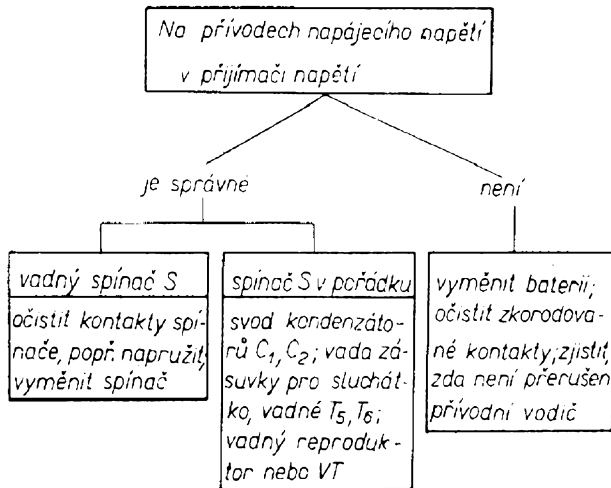 Na přívodech napájecího napětí
v přijímači napětí
je správné
není
vadný spínač S
očistit kontakty spí-
nače, popř. napružit,
vyměnit spínač
spínač S v pořádku
svod kondenzáto-
rů C₁, C₂; vada zá-
suvky pro sluchát-
ko, vadné T₅, T₆;
vadný reproduk-
tor nebo VT
vyměnit baterii;
očistit zkorodova-
né kontakty; zjistit,
zda není přerušen
přívodní vodič